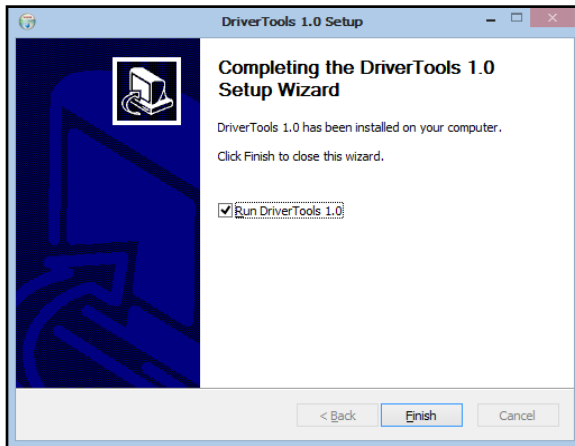 DriverTools 1.0 Setup
Completing the DriverTools 1.0
Setup Wizard
DriverTools 1.0 has been installed on your computer.
Click Finish to close this wizard.
Run DriverTools 1.0
< Back
Finish
Cancel